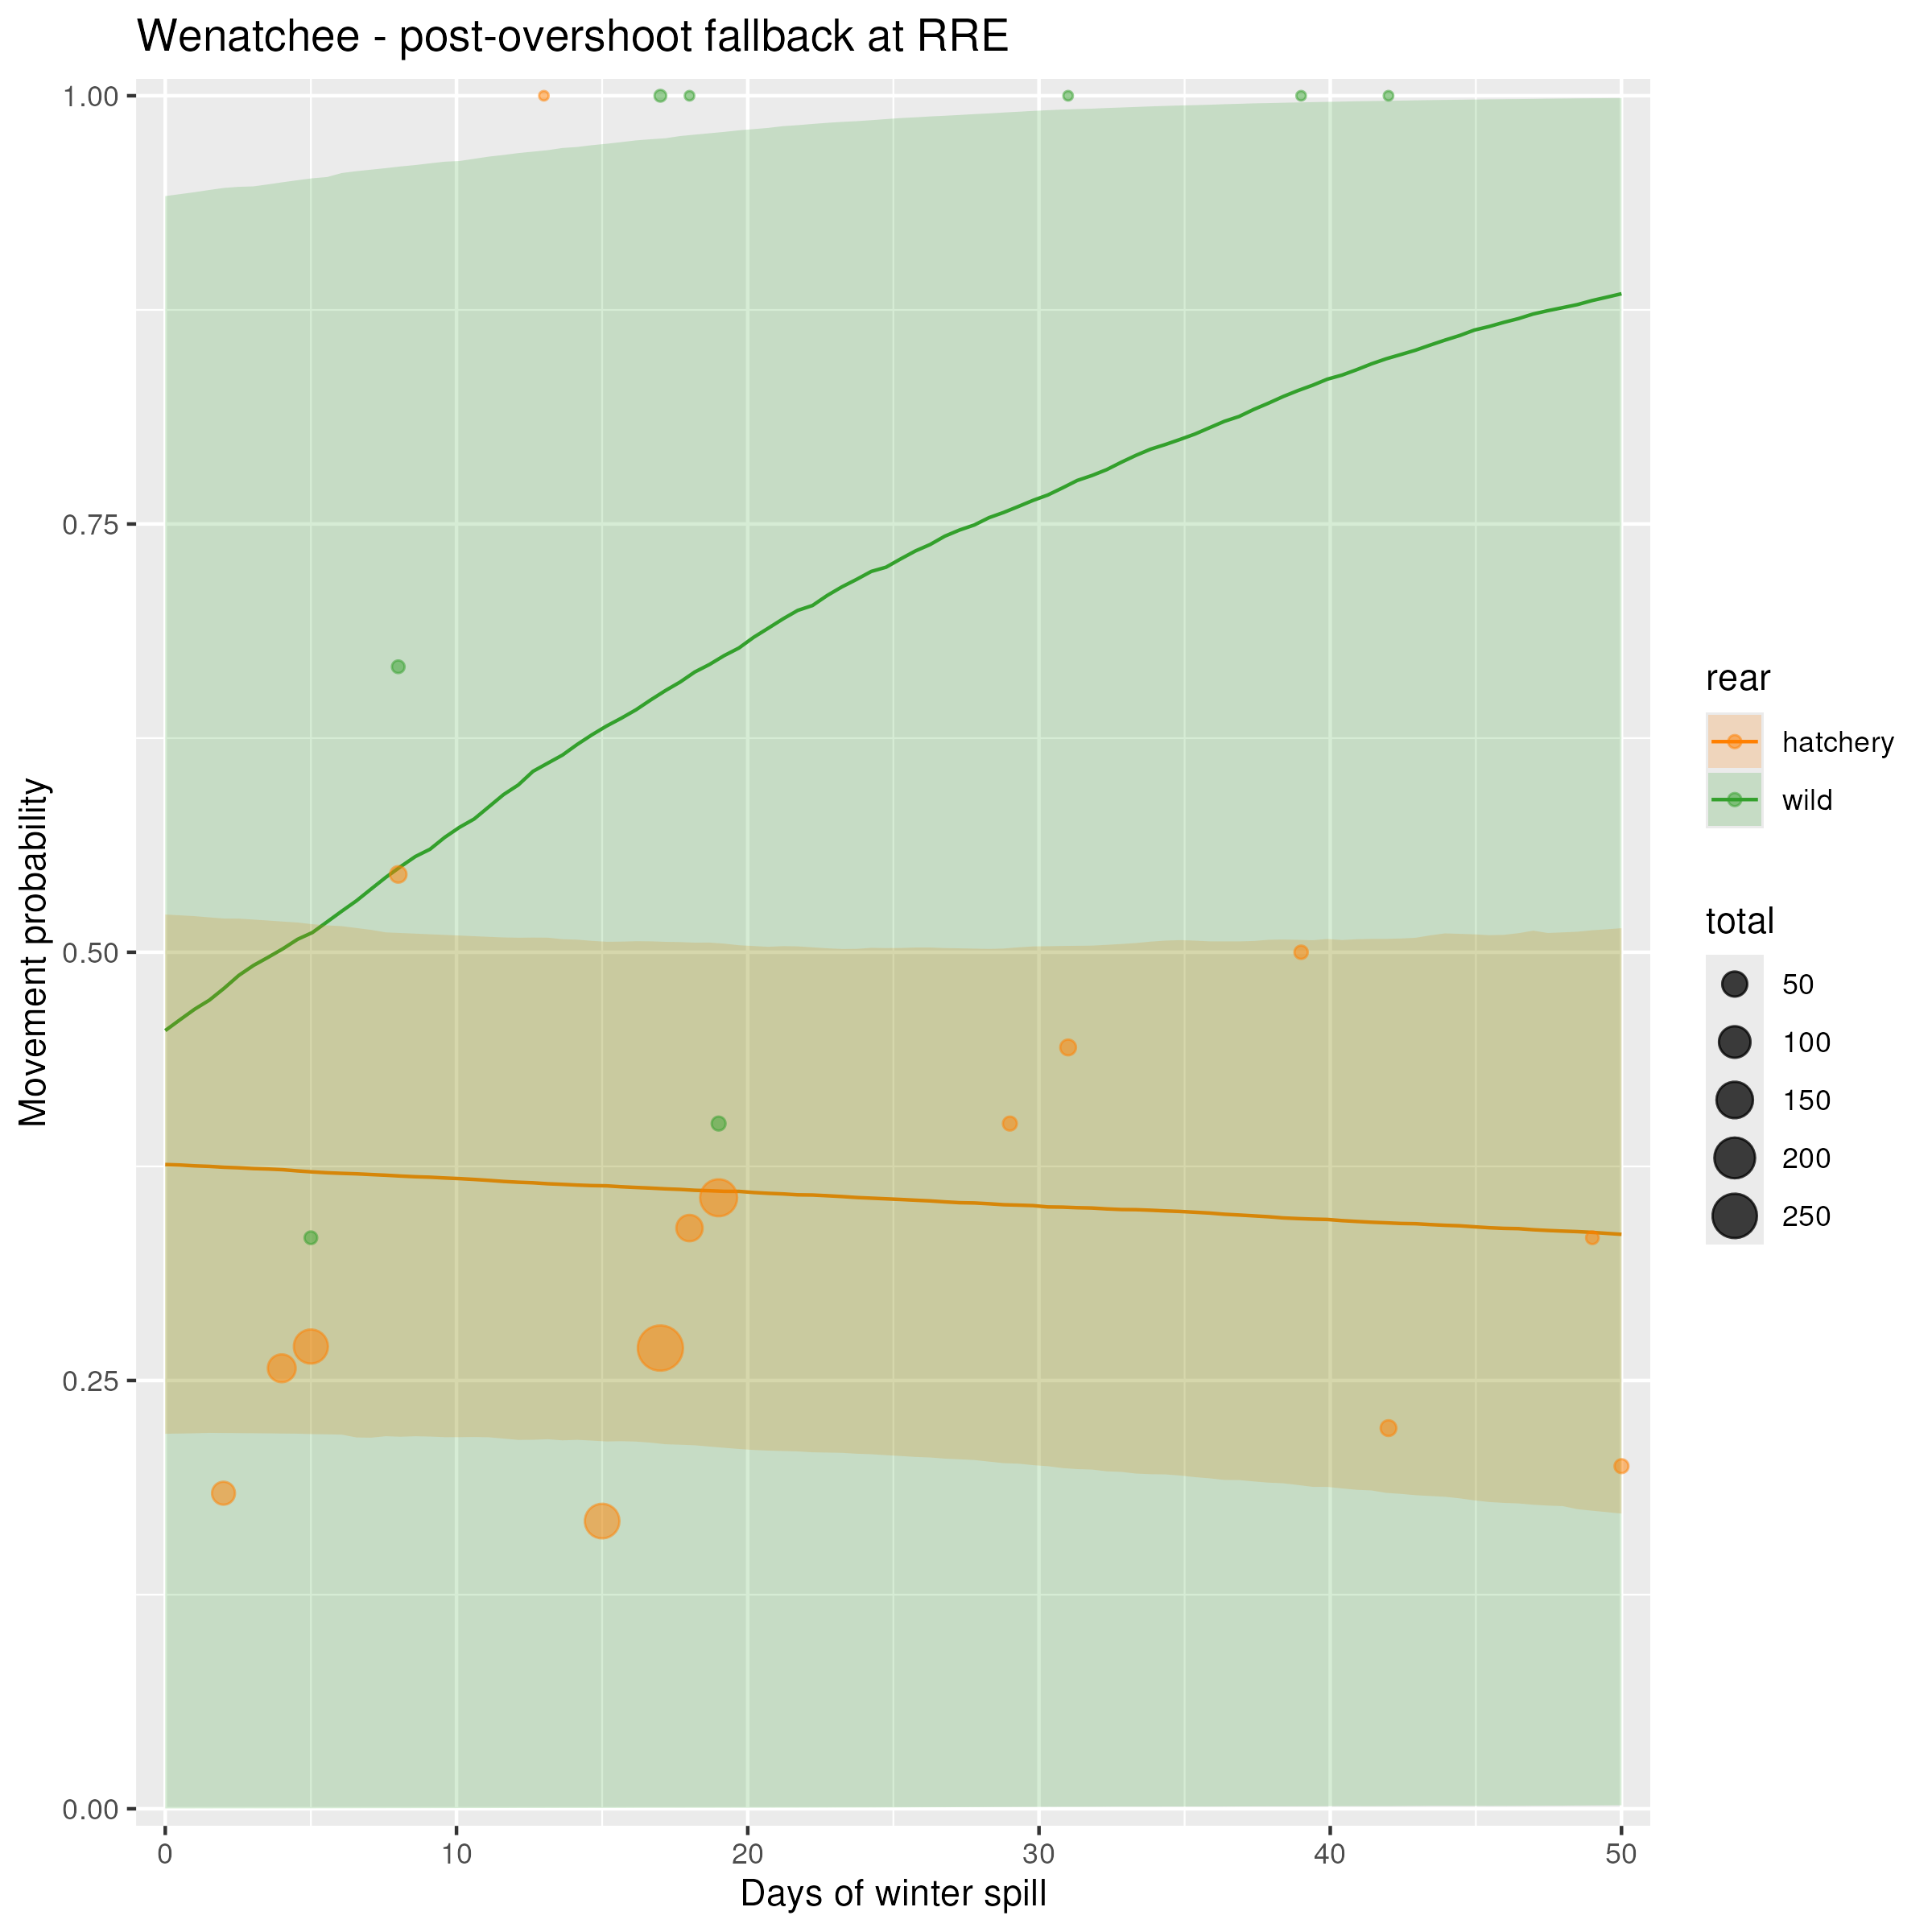 Wenatchee - post-overshoot fallback at RRE
Movement probability
1.00
0.75
0.50
0.25
0.00
0 10 20 30 40 50
Days of winter spill
rear
hatchery
wild
total
50
100
150
200
250